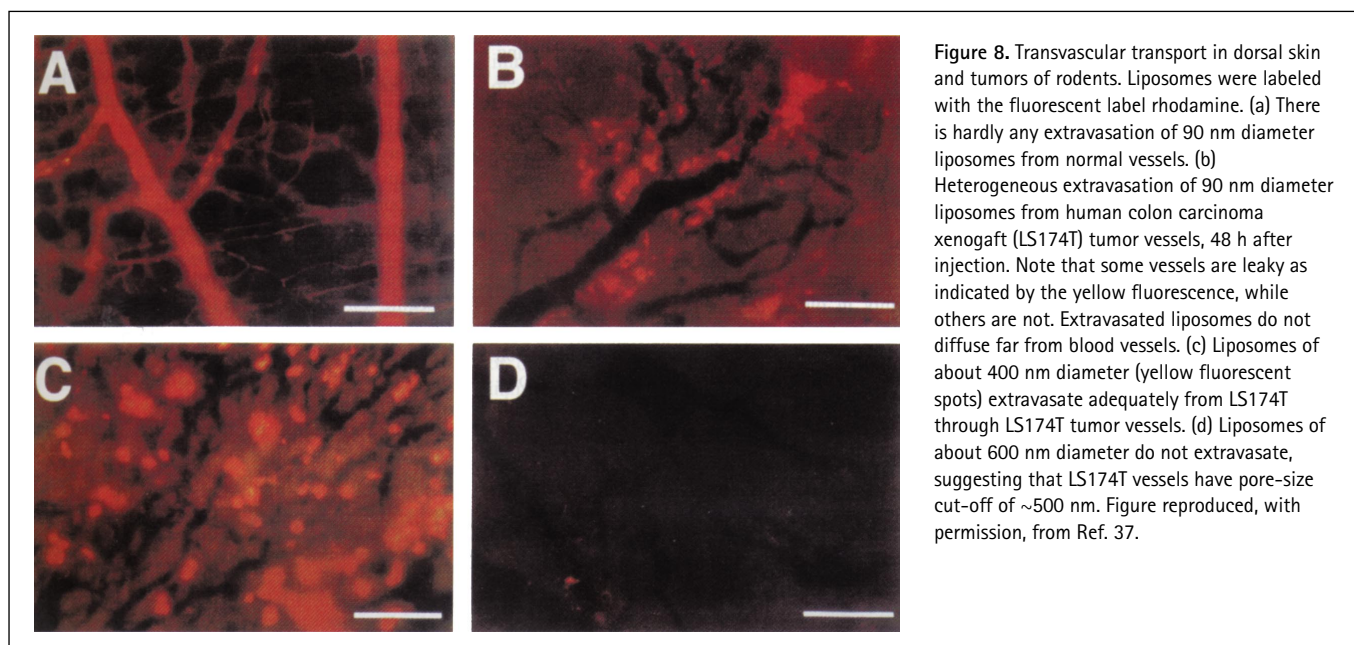 A
B
C
D
Figure 8. Transvascular transport in dorsal skin
and tumors of rodents. Liposomes were labeled
with the fluorescent label rhodamine. (a) There
is hardly any extravasation of 90 nm diameter
liposomes from normal vessels. (b)
Heterogeneous extravasation of 90 nm diameter
liposomes from human colon carcinoma
xenogaft (LS174T) tumor vessels, 48 h after
injection. Note that some vessels are leaky as
indicated by the yellow fluorescence, while
others are not. Extravasated liposomes do not
diffuse far from blood vessels. (c) Liposomes of
about 400 nm diameter (yellow fluorescent
spots) extravasate adequately from LS174T
through LS174T tumor vessels. (d) Liposomes of
about 600 nm diameter do not extravasate,
suggesting that LS174T vessels have pore-size
cut-off of ~500 nm. Figure reproduced, with
permission, from Ref. 37.